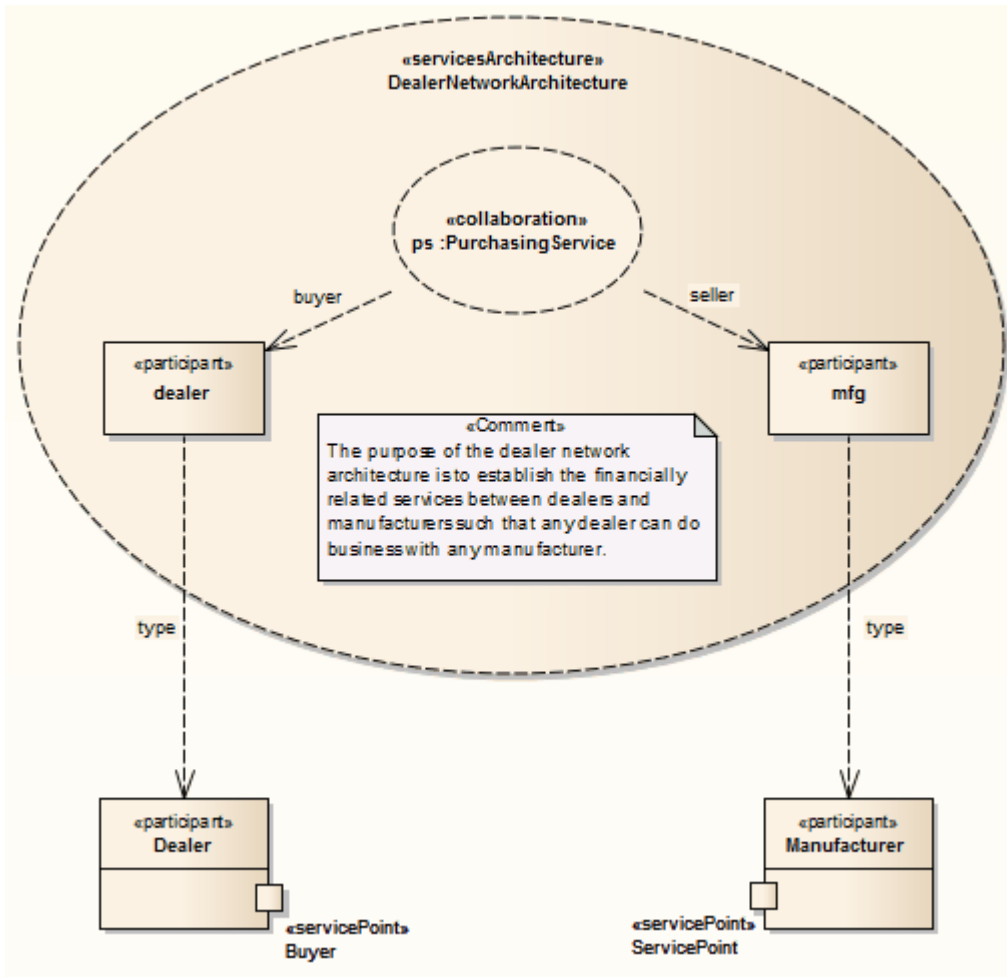 «servicesArchitecture»
DealerNetworkArchitecture
«collaboration»
ps :PurchasingService
buyer
seller
«participant»
dealer
«participant»
mfg
«Comment»
The purpose of the dealer network
architecture is to establish the financially
related services between dealers and
manufacturers such that any dealer can do
business with any manufacturer.
type
type
«participant»
Dealer
«participant»
Manufacturer
«servicePoint»
Buyer
«servicePoint»
ServicePoint